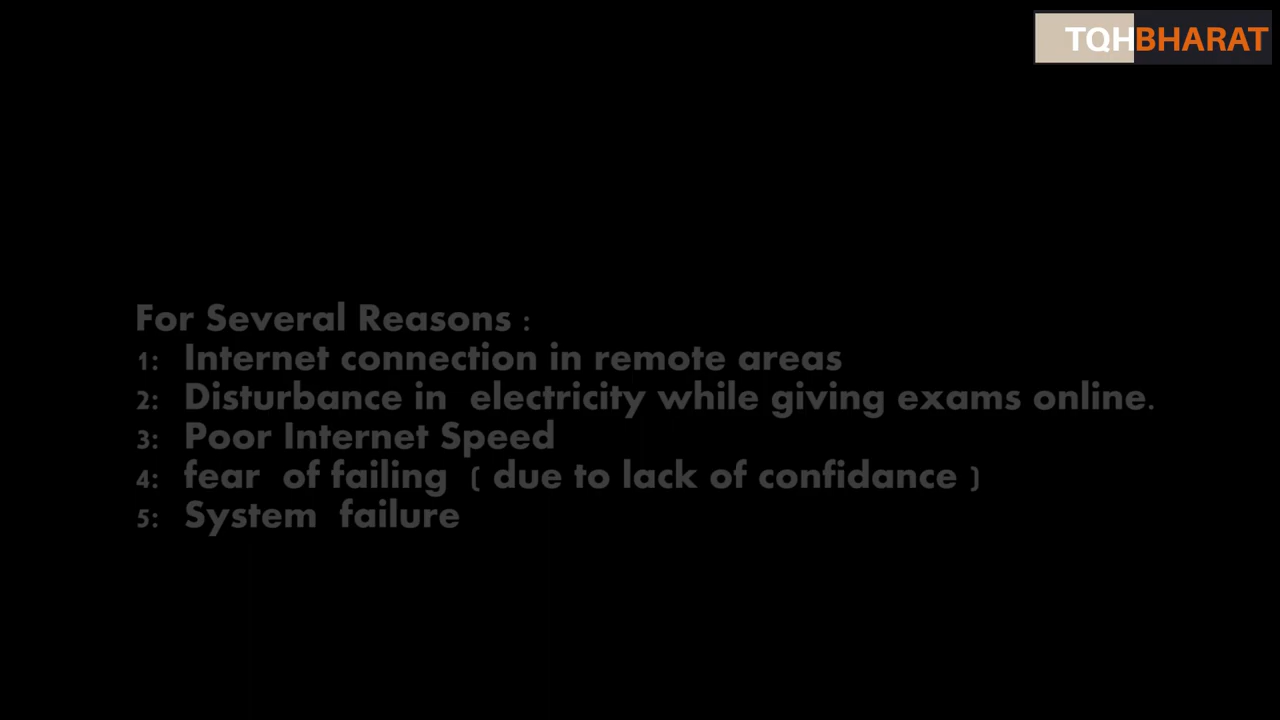 TQHBHARAT
For Several Reasons :
1: Internet connection in remote areas
2: Disturbance in electricity while giving exams online.
3: Poor Internet Speed
4: fear of failing ( due to lack of confidance )
5: System failure